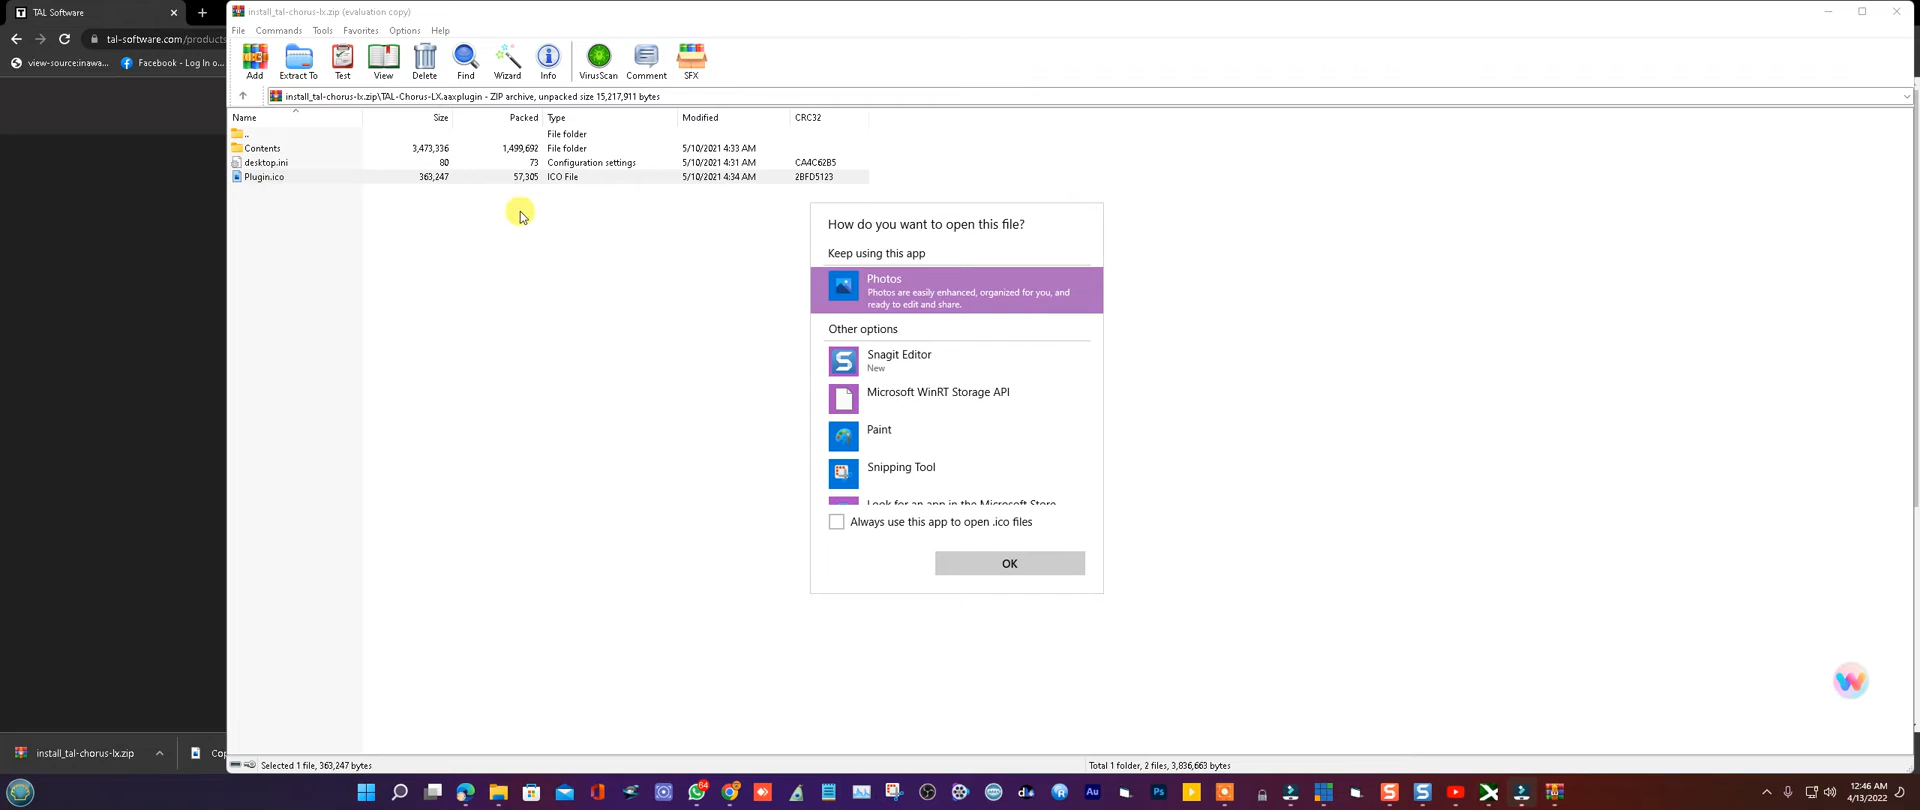 TAL Software
install_tal-chorus-lx.zip (evaluation copy)
tal-software.com/products
File Commands Tools Favorites Options Help
view-source:inawa...
Facebook - Log In o...
Add Extract To Test View Delete Find Wizard Info VirusScan Comment SFX
install_tal-chorus-lx.zip\TAL-Chorus-LX.aaxplugin - ZIP archive, unpacked size 15,217,911 bytes
Name Size Packed Type Modified CRC32
.. File folder
Contents 3,473,336 1,499,692 File folder 5/10/2021 4:33 AM
desktop.ini 80 73 Configuration settings 5/10/2021 4:31 AM CA4C62B5
Plugin.ico 363,247 57,305 ICO File 5/10/2021 4:34 AM 2BFD5123
How do you want to open this file?
Keep using this app
Photos
Photos are easily enhanced, organized for you, and
ready to edit and share.
Other options
Snagit Editor
New
Microsoft WinRT Storage API
Paint
Snipping Tool
Look for an app in the Microsoft Store
Always use this app to open .ico files
OK
install_tal-chorus-lx.zip
Selected 1 file, 363,247 bytes
Total 1 folder, 2 files, 3,836,663 bytes
12:46 AM
4/13/2022